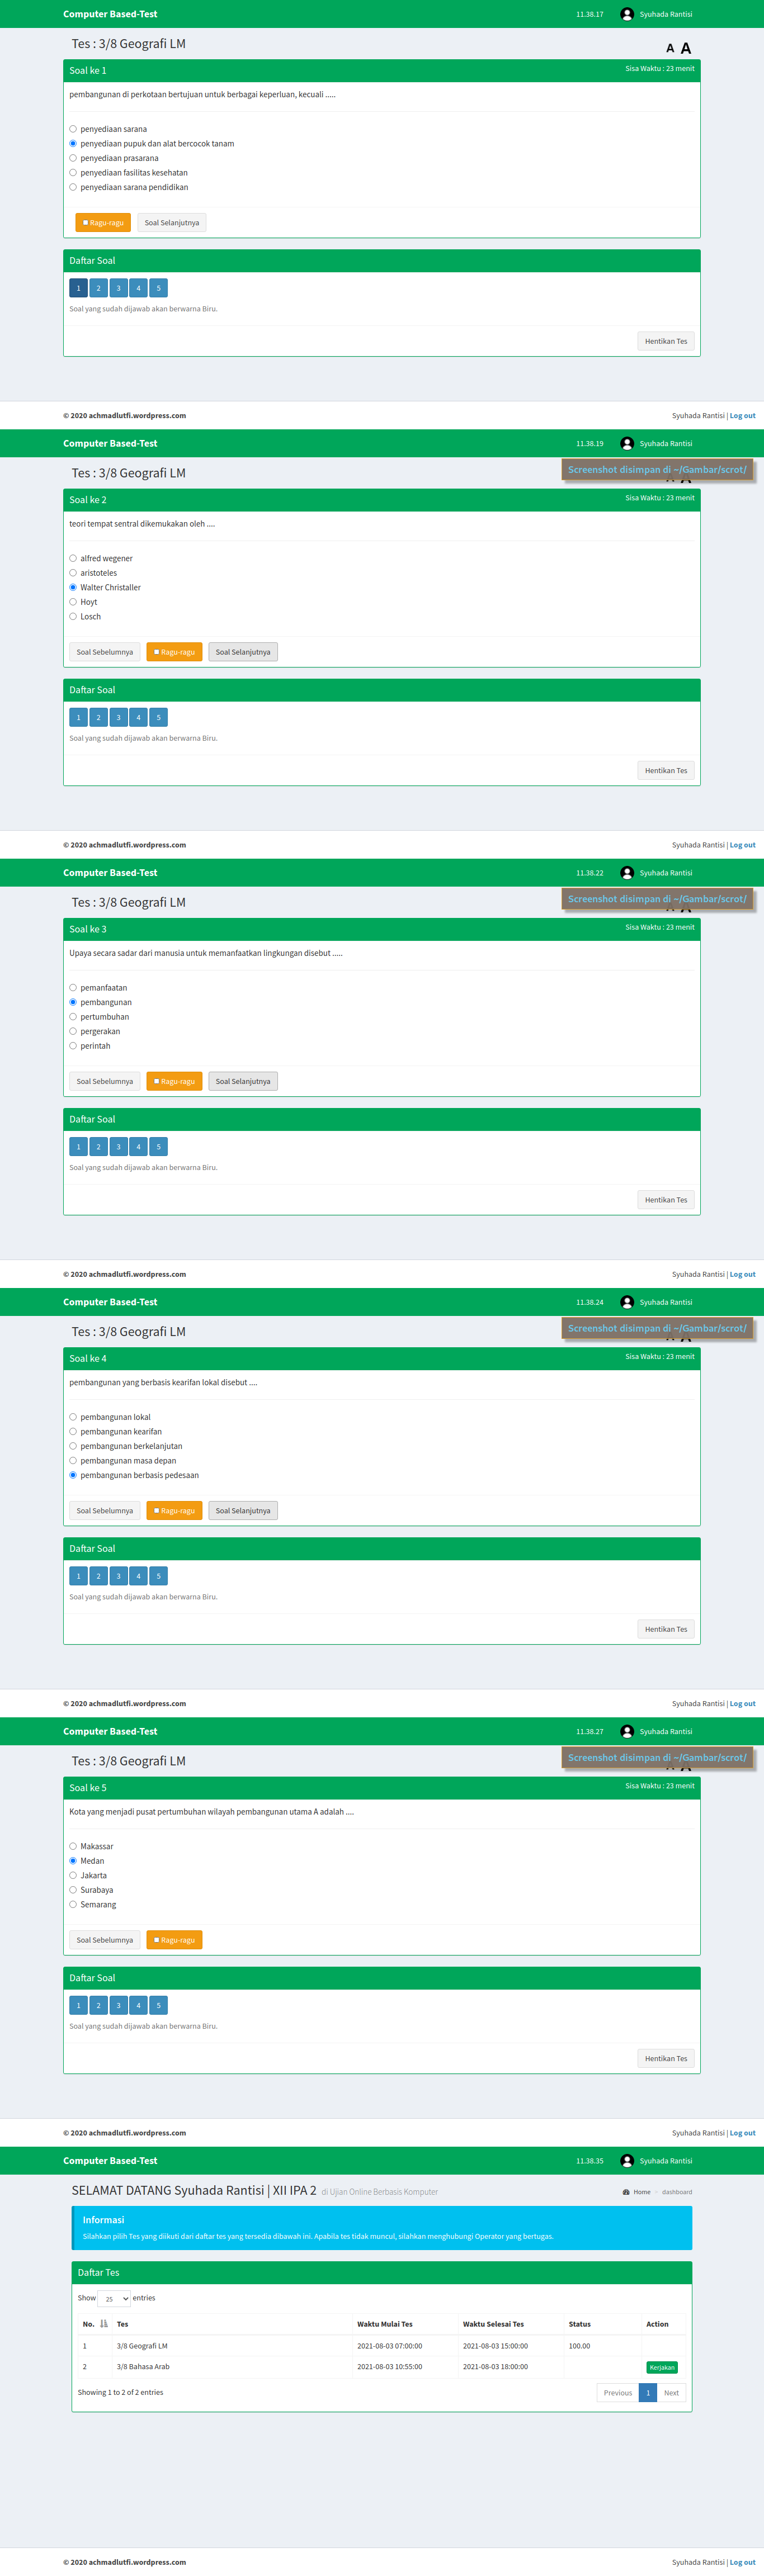 Computer Based-Test 11.38.17 Syuhada Rantisi
Tes : 3/8 Geografi LM A A
Soal ke 1 Sisa Waktu : 23 menit
pembangunan di perkotaan bertujuan untuk berbagai keperluan, kecuali .....
penyediaan sarana
penyediaan pupuk dan alat bercocok tanam
penyediaan prasarana
penyediaan fasilitas kesehatan
penyediaan sarana pendidikan
Ragu-ragu Soal Selanjutnya
Daftar Soal
1 2 3 4 5
Soal yang sudah dijawab akan berwarna Biru.
Hentikan Tes
© 2020 achmadlutfi.wordpress.com Syuhada Rantisi | Log out
Computer Based-Test 11.38.19 Syuhada Rantisi
Tes : 3/8 Geografi LM Screenshot disimpan di ~/Gambar/scrot/
Soal ke 2 Sisa Waktu : 23 menit
teori tempat sentral dikemukakan oleh ....
alfred wegener
aristoteles
Walter Christaller
Hoyt
Losch
Soal Sebelumnya Ragu-ragu Soal Selanjutnya
Daftar Soal
1 2 3 4 5
Soal yang sudah dijawab akan berwarna Biru.
Hentikan Tes
© 2020 achmadlutfi.wordpress.com Syuhada Rantisi | Log out
Computer Based-Test 11.38.22 Syuhada Rantisi
Tes : 3/8 Geografi LM Screenshot disimpan di ~/Gambar/scrot/
Soal ke 3 Sisa Waktu : 23 menit
Upaya secara sadar dari manusia untuk memanfaatkan lingkungan disebut .....
pemanfaatan
pembangunan
pertumbuhan
pergerakan
perintah
Soal Sebelumnya Ragu-ragu Soal Selanjutnya
Daftar Soal
1 2 3 4 5
Soal yang sudah dijawab akan berwarna Biru.
Hentikan Tes
© 2020 achmadlutfi.wordpress.com Syuhada Rantisi | Log out
Computer Based-Test 11.38.24 Syuhada Rantisi
Tes : 3/8 Geografi LM Screenshot disimpan di ~/Gambar/scrot/
Soal ke 4 Sisa Waktu : 23 menit
pembangunan yang berbasis kearifan lokal disebut ....
pembangunan lokal
pembangunan kearifan
pembangunan berkelanjutan
pembangunan masa depan
pembangunan berbasis pedesaan
Soal Sebelumnya Ragu-ragu Soal Selanjutnya
Daftar Soal
1 2 3 4 5
Soal yang sudah dijawab akan berwarna Biru.
Hentikan Tes
© 2020 achmadlutfi.wordpress.com Syuhada Rantisi | Log out
Computer Based-Test 11.38.27 Syuhada Rantisi
Tes : 3/8 Geografi LM Screenshot disimpan di ~/Gambar/scrot/
Soal ke 5 Sisa Waktu : 23 menit
Kota yang menjadi pusat pertumbuhan wilayah pembangunan utama A adalah ....
Makassar
Medan
Jakarta
Surabaya
Semarang
Soal Sebelumnya Ragu-ragu
Daftar Soal
1 2 3 4 5
Soal yang sudah dijawab akan berwarna Biru.
Hentikan Tes
© 2020 achmadlutfi.wordpress.com Syuhada Rantisi | Log out
Computer Based-Test 11.38.35 Syuhada Rantisi
SELAMAT DATANG Syuhada Rantisi | XII IPA 2 di Ujian Online Berbasis Komputer Home dashboard
Informasi
Silahkan pilih Tes yang diikuti dari daftar tes yang tersedia dibawah ini. Apabila tes tidak muncul, silahkan menghubungi Operator yang bertugas.
Daftar Tes
Show 25 entries
No. Tes Waktu Mulai Tes Waktu Selesai Tes Status Action
1 3/8 Geografi LM 2021-08-03 07:00:00 2021-08-03 15:00:00 100.00
2 3/8 Bahasa Arab 2021-08-03 10:55:00 2021-08-03 18:00:00 Kerjakan
Showing 1 to 2 of 2 entries Previous 1 Next
© 2020 achmadlutfi.wordpress.com Syuhada Rantisi | Log out